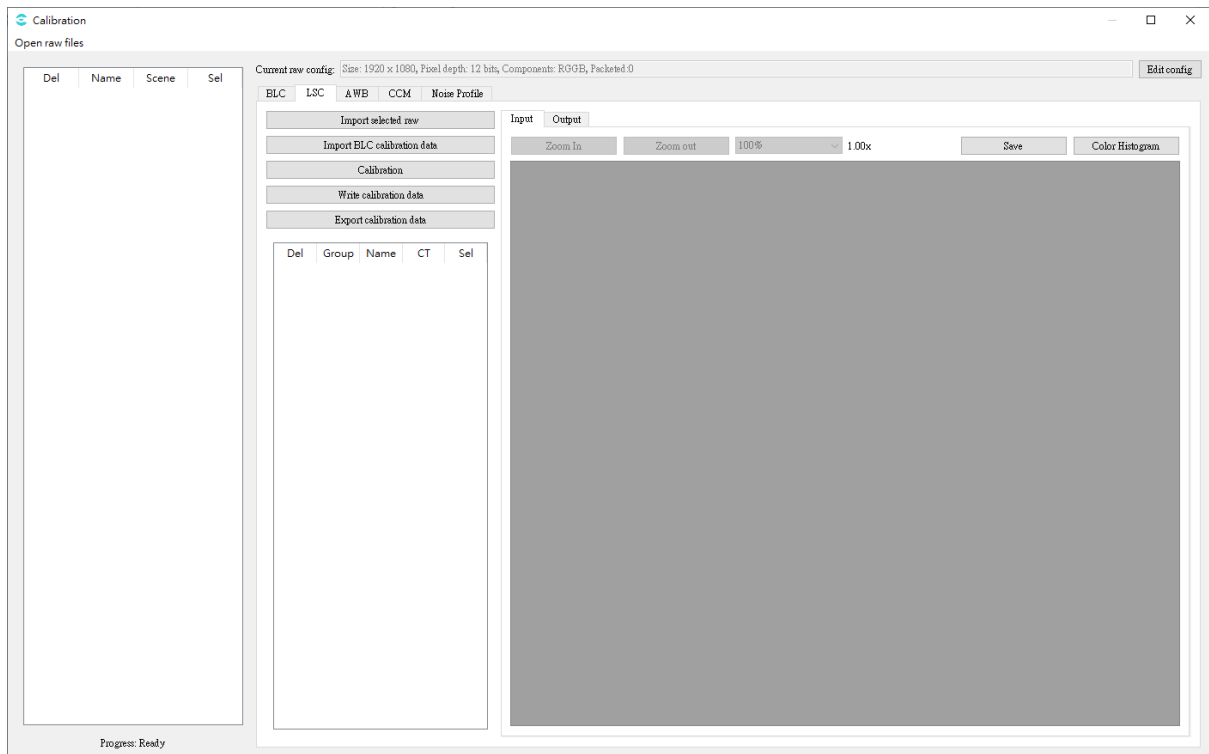 Calibration
Open raw files
Del Name Scene Sel
Current raw config: Size: 1920 x 1080, Pixel depth: 12 bits, Components: RGGB, Packeted:0 Edit config
BLC LSC AWB CCM Noise Profile
Import selected raw
Import BLC calibration data
Calibration
Write calibration data
Export calibration data
Del Group Name CT Sel
Input Output
Zoom In Zoom out 100% 1.00x Save Color Histogram
Progress: Ready